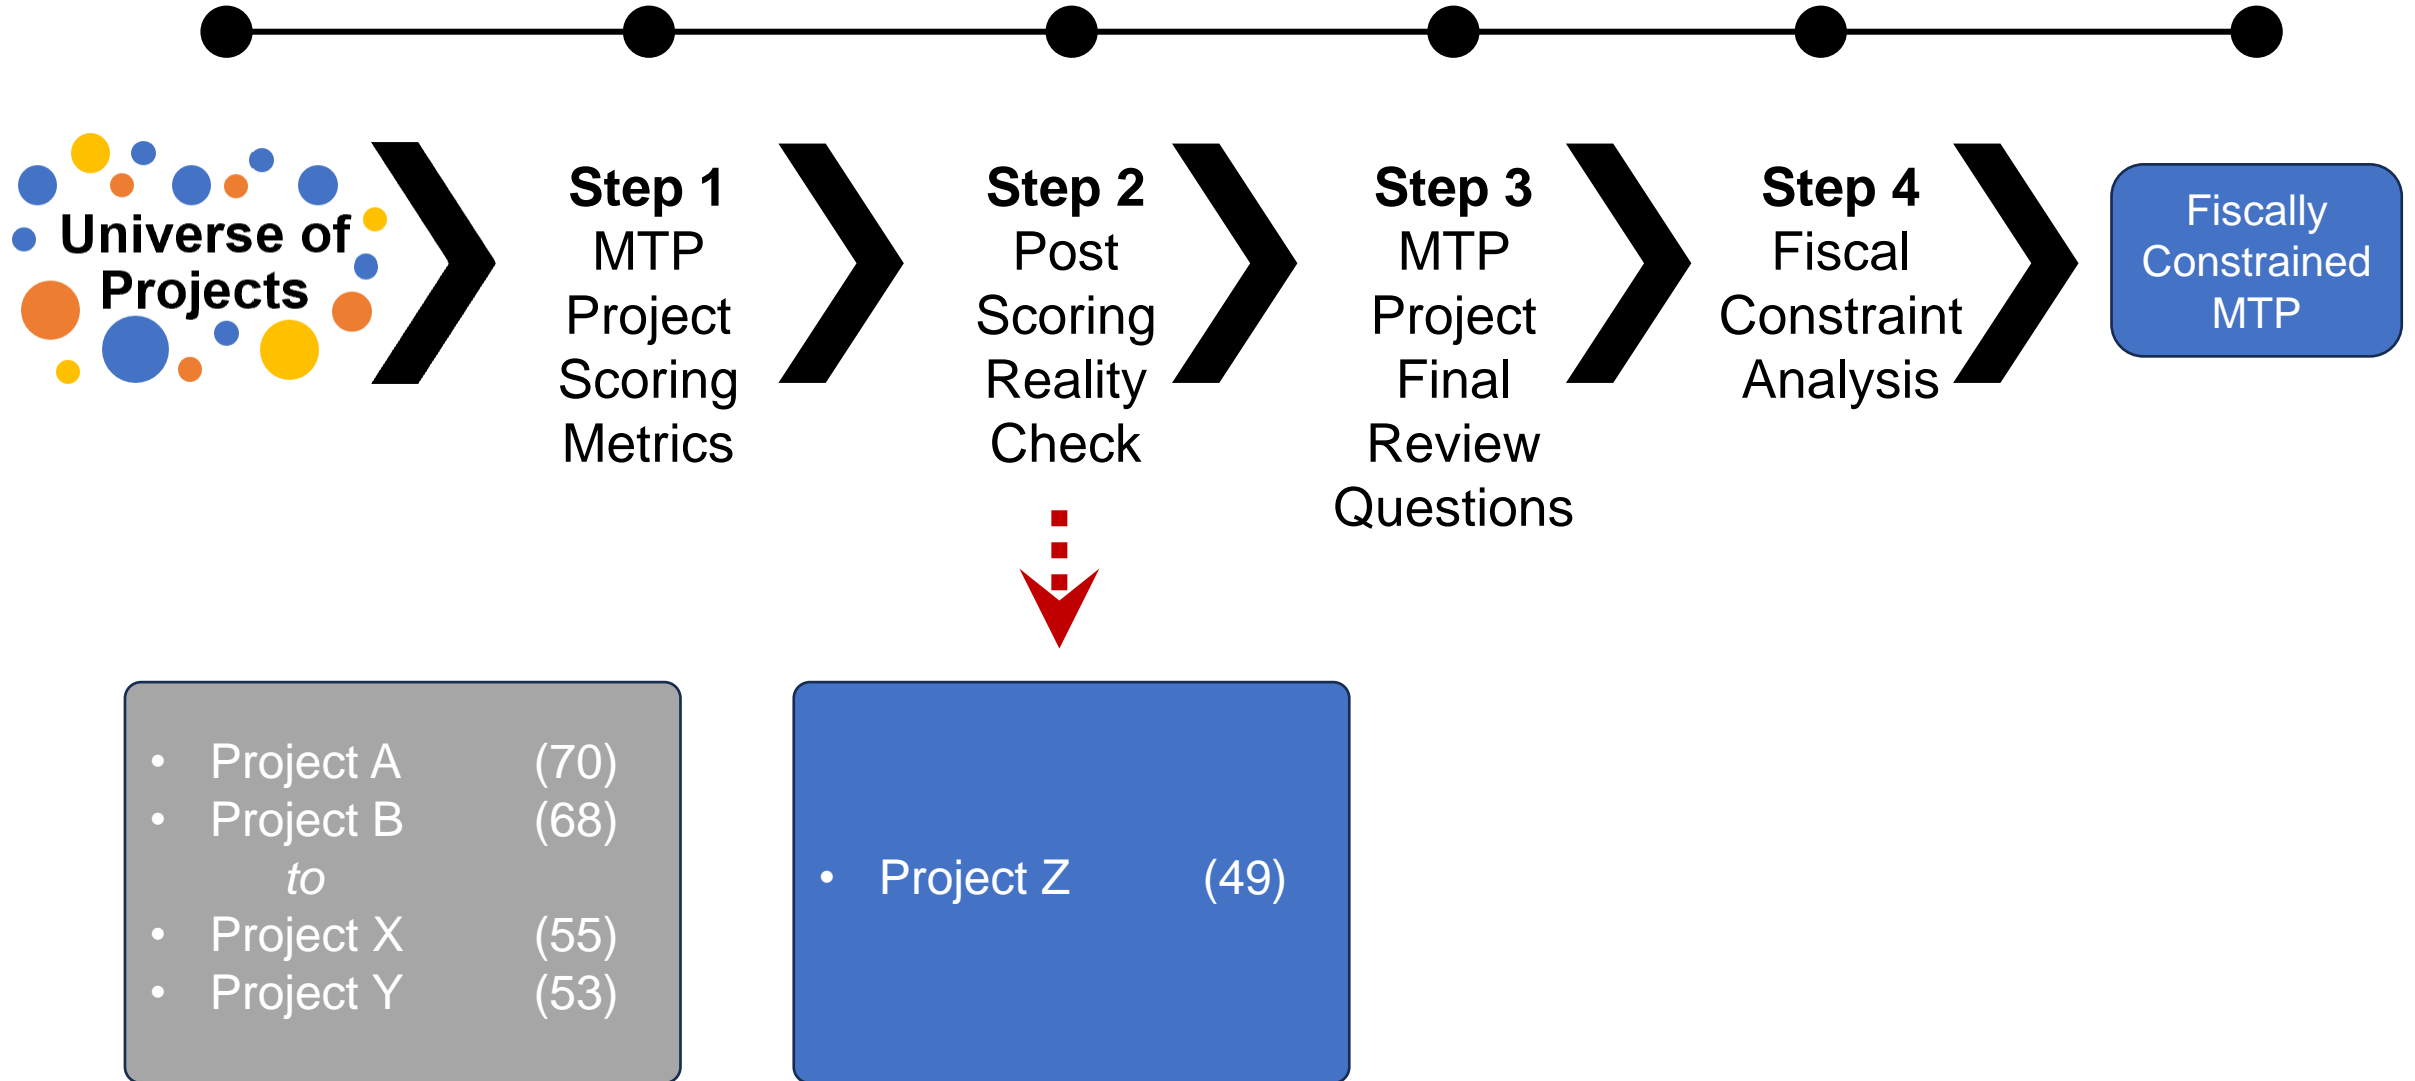 Universe of
Projects
Step 1
MTP
Project
Scoring
Metrics
Step 2
Post
Scoring
Reality
Check
Step 3
MTP
Project
Final
Review
Questions
Step 4
Fiscal
Constraint
Analysis
Fiscally
Constrained
MTP
• Project A (70)
• Project B (68)
to
• Project X (55)
• Project Y (53)
• Project Z (49)